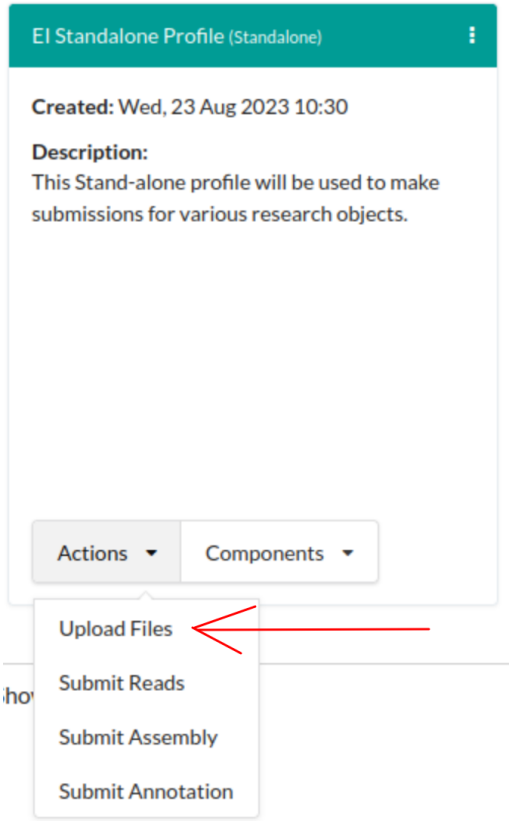 EI Standalone Profile (Standalone)
Created: Wed, 23 Aug 2023 10:30
Description:
This Stand-alone profile will be used to make
submissions for various research objects.
Actions Components
Upload Files
Submit Reads
Submit Assembly
Submit Annotation